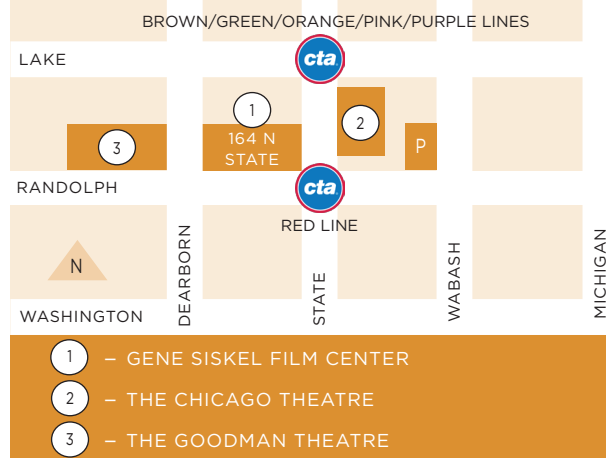 BROWN/GREEN/ORANGE/PINK/PURPLE LINES
LAKE
cta
1
2
3
164 N
STATE
P
RANDOLPH
cta
RED LINE
N
DEARBORN
STATE
WABASH
MICHIGAN
WASHINGTON
1 – GENE SISKEL FILM CENTER
2 – THE CHICAGO THEATRE
3 – THE GOODMAN THEATRE